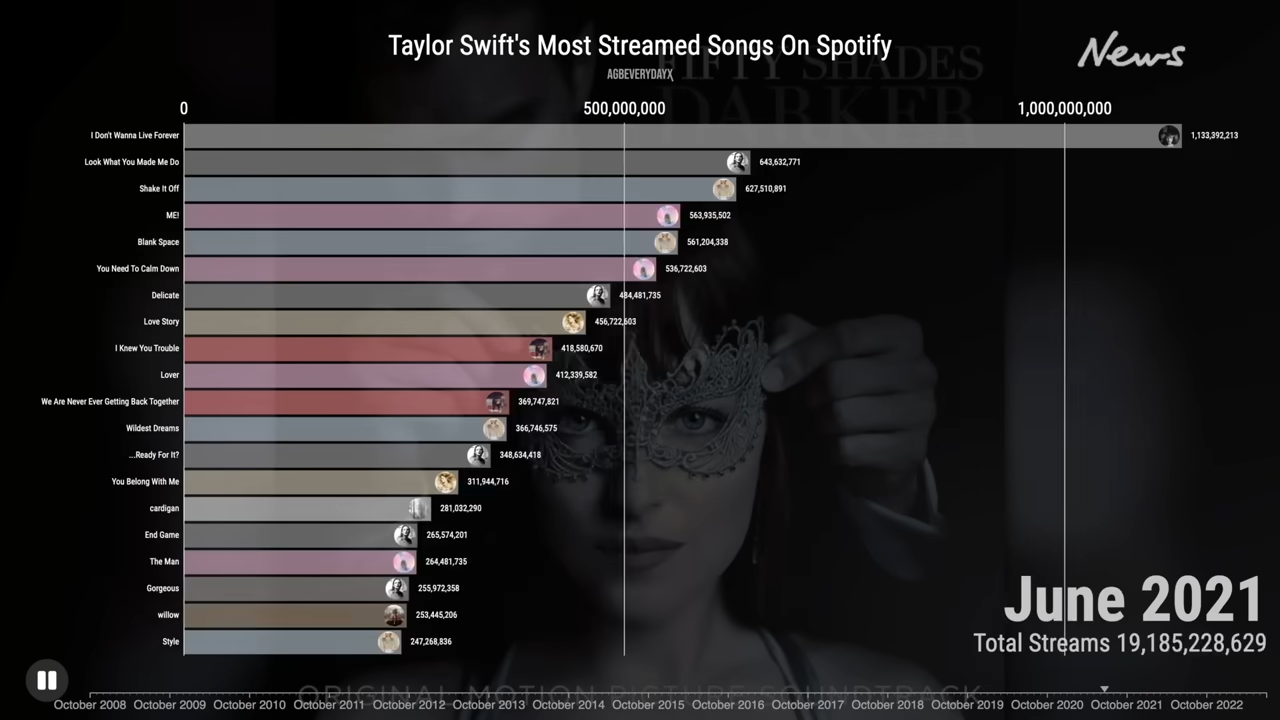 Taylor Swift's Most Streamed Songs On Spotify
AGBEVERYDAYX
News
FIFTY SHADES
DARKER
0 500,000,000 1,000,000,000
I Don't Wanna Live Forever 1,133,392,213
Look What You Made Me Do 643,632,771
Shake It Off 627,510,891
ME! 563,935,502
Blank Space 561,204,338
You Need To Calm Down 536,722,603
Delicate 484,481,735
Love Story 456,722,603
I Knew You Trouble 418,580,670
Lover 412,339,582
We Are Never Ever Getting Back Together 369,747,821
Wildest Dreams 366,746,575
...Ready For It? 348,634,418
You Belong With Me 311,944,716
cardigan 281,032,290
End Game 265,574,201
The Man 264,481,735
Gorgeous 255,972,358
willow 253,445,206
Style 247,268,836
June 2021
Total Streams 19,185,228,629
ORIGINAL MOTION PICTURE SOUNDTRACK
October 2008 October 2009 October 2010 October 2011 October 2012 October 2013 October 2014 October 2015 October 2016 October 2017 October 2018 October 2019 October 2020 October 2021 October 2022